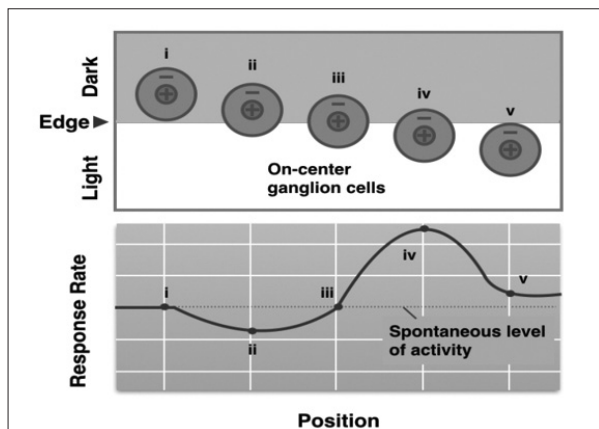 i
ii
iii
iv
v
Dark
Edge
Light
On-center
ganglion cells
Response Rate
i
ii
iii
iv
v
Spontaneous level
of activity
Position